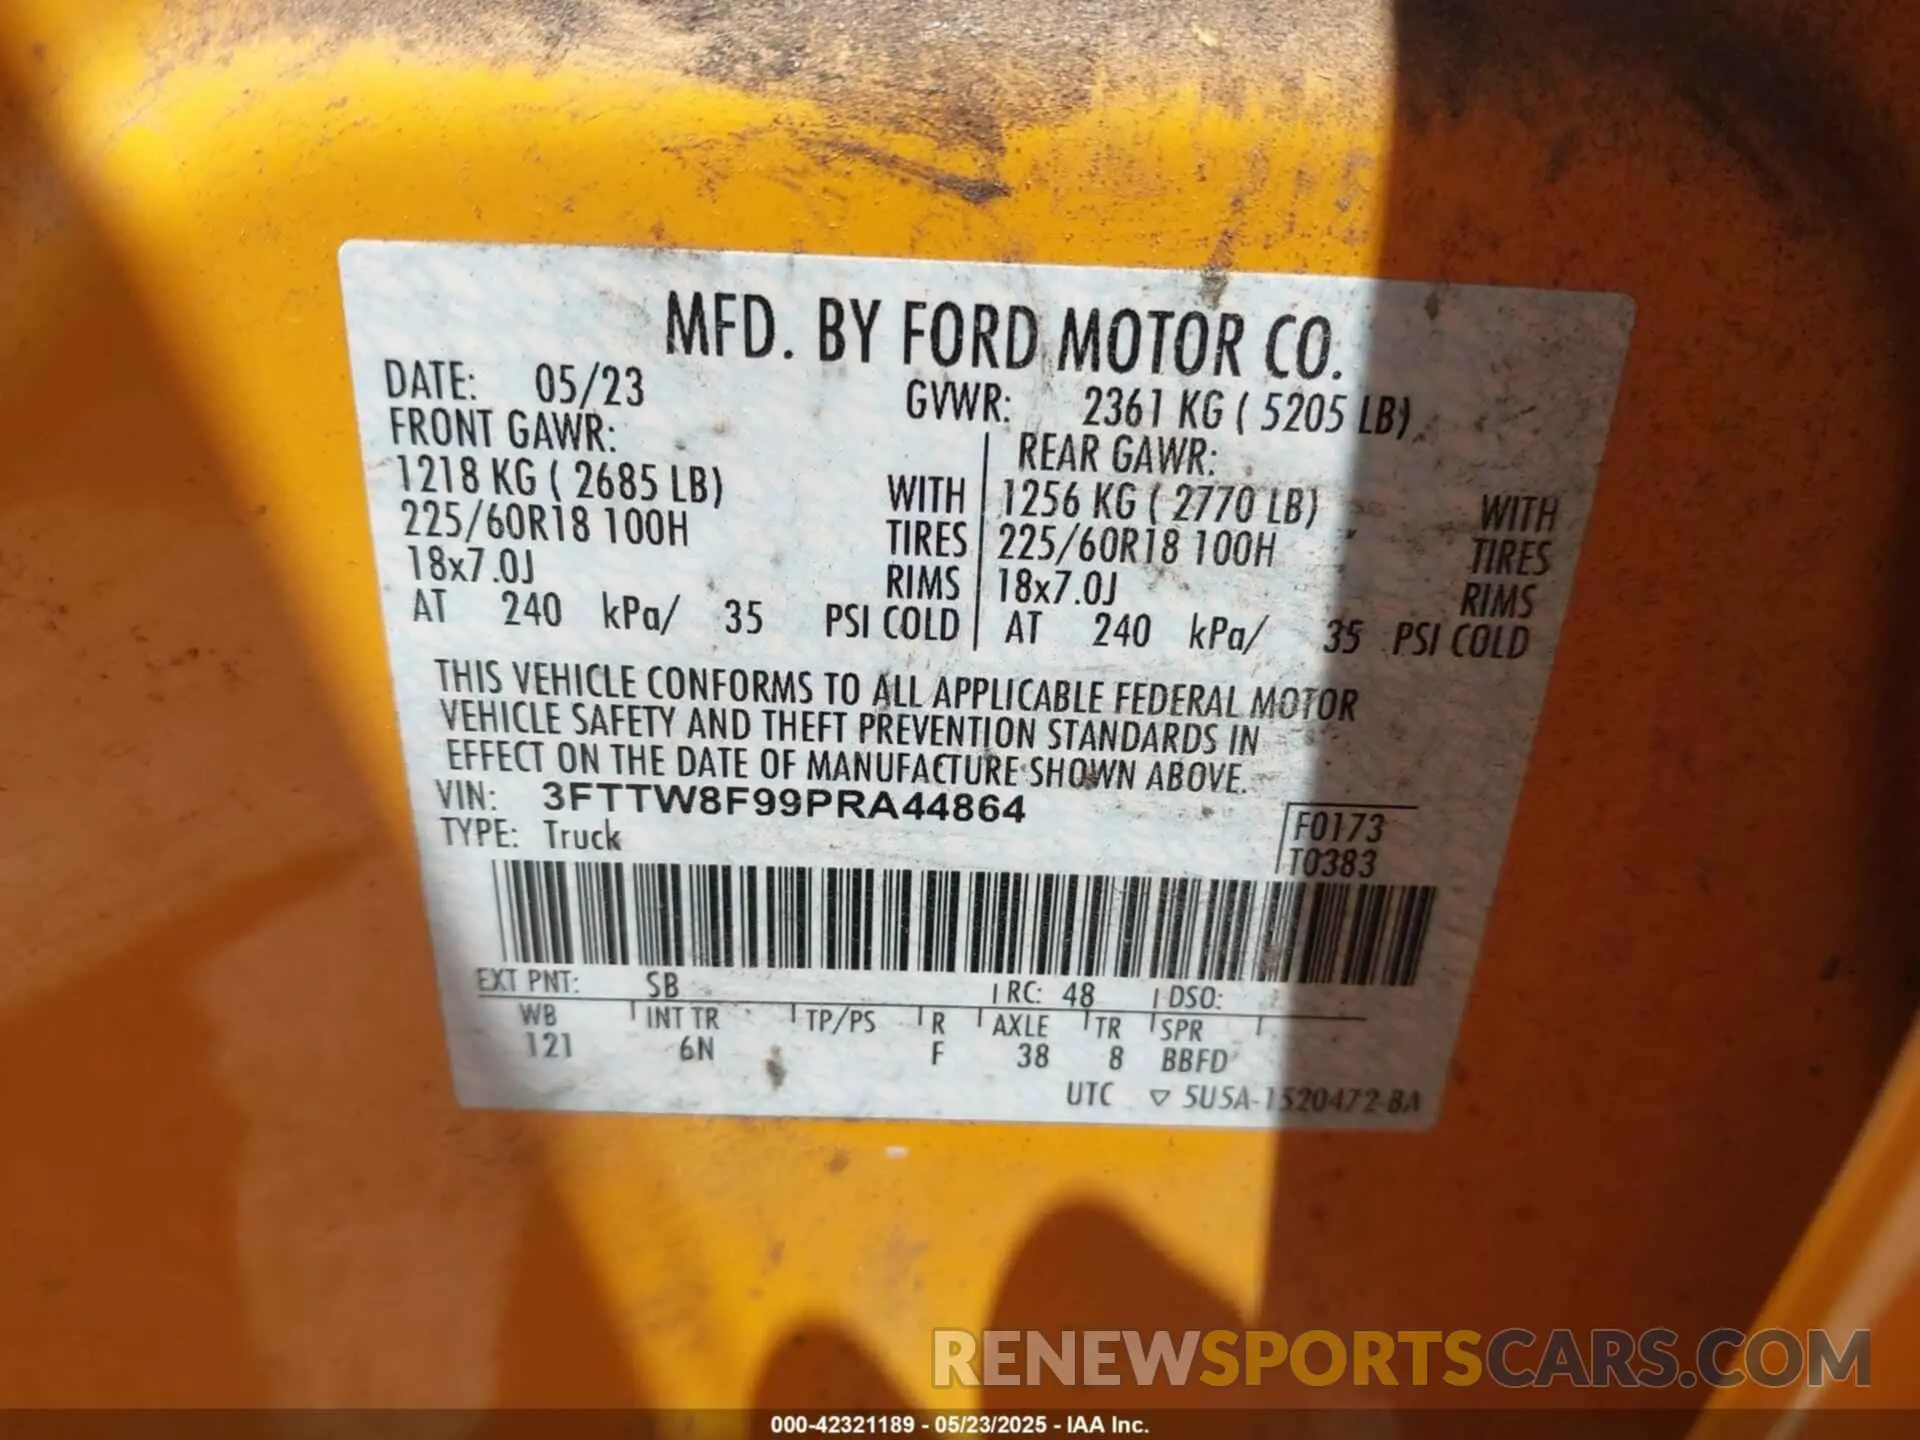 MFD. BY FORD MOTOR CO.
DATE: 05/23 GVWR: 2361 KG ( 5205 LB)
FRONT GAWR: REAR GAWR:
1218 KG ( 2685 LB) WITH 1256 KG ( 2770 LB) WITH
225/60R18 100H TIRES 225/60R18 100H TIRES
18x7.0J RIMS 18x7.0J RIMS
AT 240 kPa/ 35 PSI COLD AT 240 kPa/ 35 PSI COLD
THIS VEHICLE CONFORMS TO ALL APPLICABLE FEDERAL MOTOR
VEHICLE SAFETY AND THEFT PREVENTION STANDARDS IN
EFFECT ON THE DATE OF MANUFACTURE SHOWN ABOVE.
VIN: 3FTTW8F99PRA44864
TYPE: Truck
F0173
T0383
EXT PNT: SB RC: 48 DSO:
WB INT TR TP/PS R AXLE TR SPR
121 6N F 38 8 BBFD
UTC ▽ 5U5A-1520472-BA
RENEWSPORTSCARS.COM
000-42321189 - 05/23/2025 - IAA Inc.